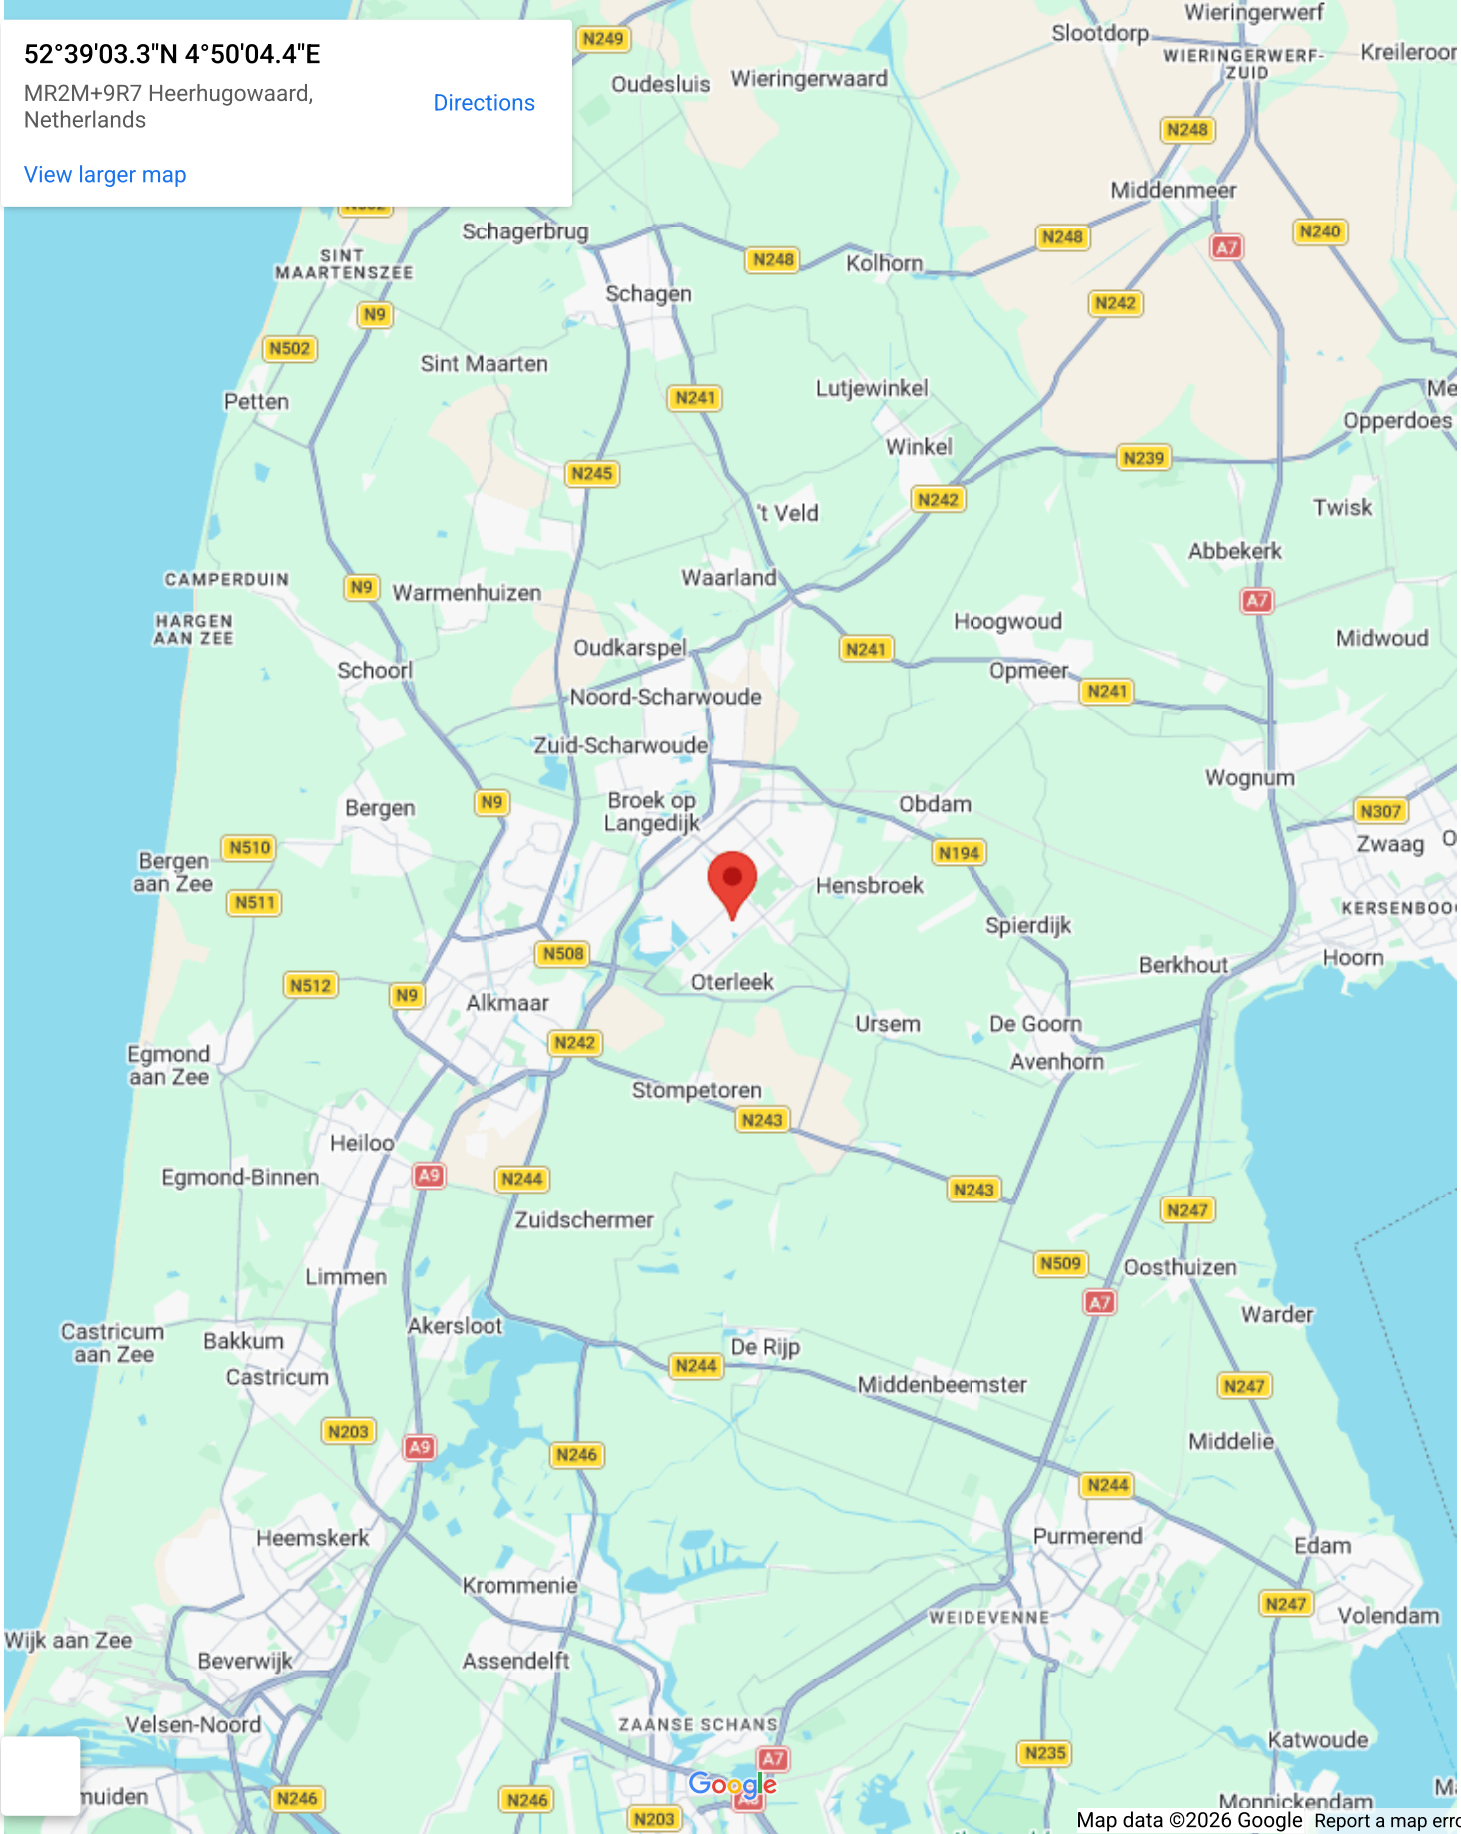 52°39'03.3"N 4°50'04.4"E
MR2M+9R7 Heerhugowaard,
Netherlands
Directions
View larger map
N249
Oudesluis
Wieringerwaard
Slootdorp
Wieringerwerf
WIERINGERWERF-
ZUID
Kreileroor
N248
Middenmeer
N248
A7
N240
Schagerbrug
SINT
MAARTENSZEE
N248
Kolhorn
Schagen
N242
N9
N502
Sint Maarten
Petten
N241
Lutjewinkel
Opperdoes
Winkel
N239
N245
N242
't Veld
Twisk
Abbekerk
CAMPERDUIN
N9
Warmenhuizen
Waarland
A7
HARGEN
AAN ZEE
Hoogwoud
Midwoud
Oudkarspel
N241
Schoorl
Opmeer
N241
Noord-Scharwoude
Zuid-Scharwoude
Wognum
Bergen
N9
Broek op
Langedijk
Obdam
N307
Zwaag
N510
Bergen
aan Zee
N194
Hensbroek
N511
KERSENBOO
Spierdijk
N508
Berkhout
Hoorn
N512
N9
Alkmaar
Oterleek
Ursem
De Goorn
N242
Egmond
aan Zee
Avenhorn
Stompetoren
N243
Heiloo
A9
Egmond-Binnen
N244
N243
N247
Zuidschermer
N509
Oosthuizen
Limmen
A7
Warder
Akersloot
Castricum
aan Zee
Bakkum
De Rijp
N244
Castricum
Middenbeemster
N247
N203
A9
N246
Middelie
N244
Heemskerk
Purmerend
Edam
Krommenie
N247
WEIDEVENNE
Volendam
Wijk aan Zee
Beverwijk
Assendelft
Velsen-Noord
ZAANSE SCHANS
Katwoude
A7
N235
Google
muiden
N246
N246
N203
Monnickendam
Map data ©2026 Google
Report a map erro